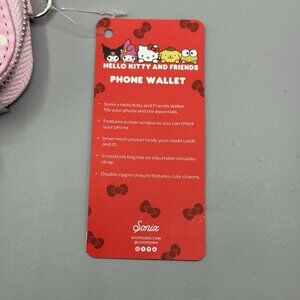 HELLO KITTY AND FRIENDS
PHONE WALLET
• Sonix x Hello Kitty and Friends Wallet
fits your phone and the essentials.
• Features a clear window so you can check
your phone.
• Inner mesh pocket holds your credit cards
and ID.
• Crossbody bag has an adjustable shoulder
strap.
• Double zipper closure features cute charms.
Sonix
SHOPSONIX.COM
@SHOPSONIX